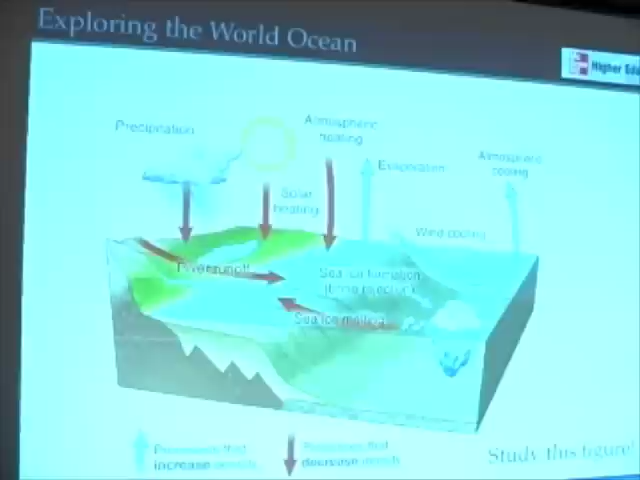 Exploring the World Ocean
Higher Edu
Precipitation
Atmospheric
heating
Solar
heating
Evaporation
Atmospheric
cooling
Wind cooling
River runoff
Sea ice formation
(brine rejection)
Sea ice melting
Processes that
increase density
Processes that
decrease density
Study this figure!